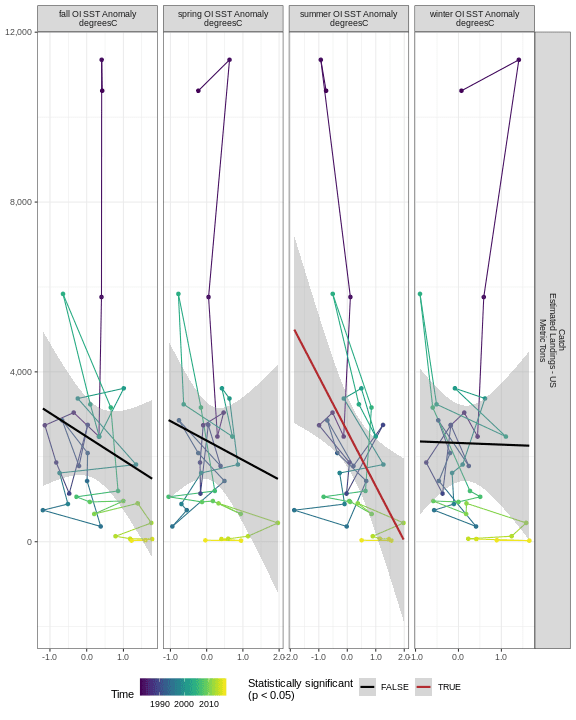 fall OI SST Anomaly
degreesC
spring OI SST Anomaly
degreesC
summer OI SST Anomaly
degreesC
winter OI SST Anomaly
degreesC
12,000
8,000
4,000
0
Catch
Estimated Landings - US
Metric Tons
-1.0 0.0 1.0
-1.0 0.0 1.0 2.0
-2.0 -1.0 0.0 1.0 2.0
-1.0 0.0 1.0
Time
1990 2000 2010
Statistically significant
(p < 0.05)
FALSE
TRUE